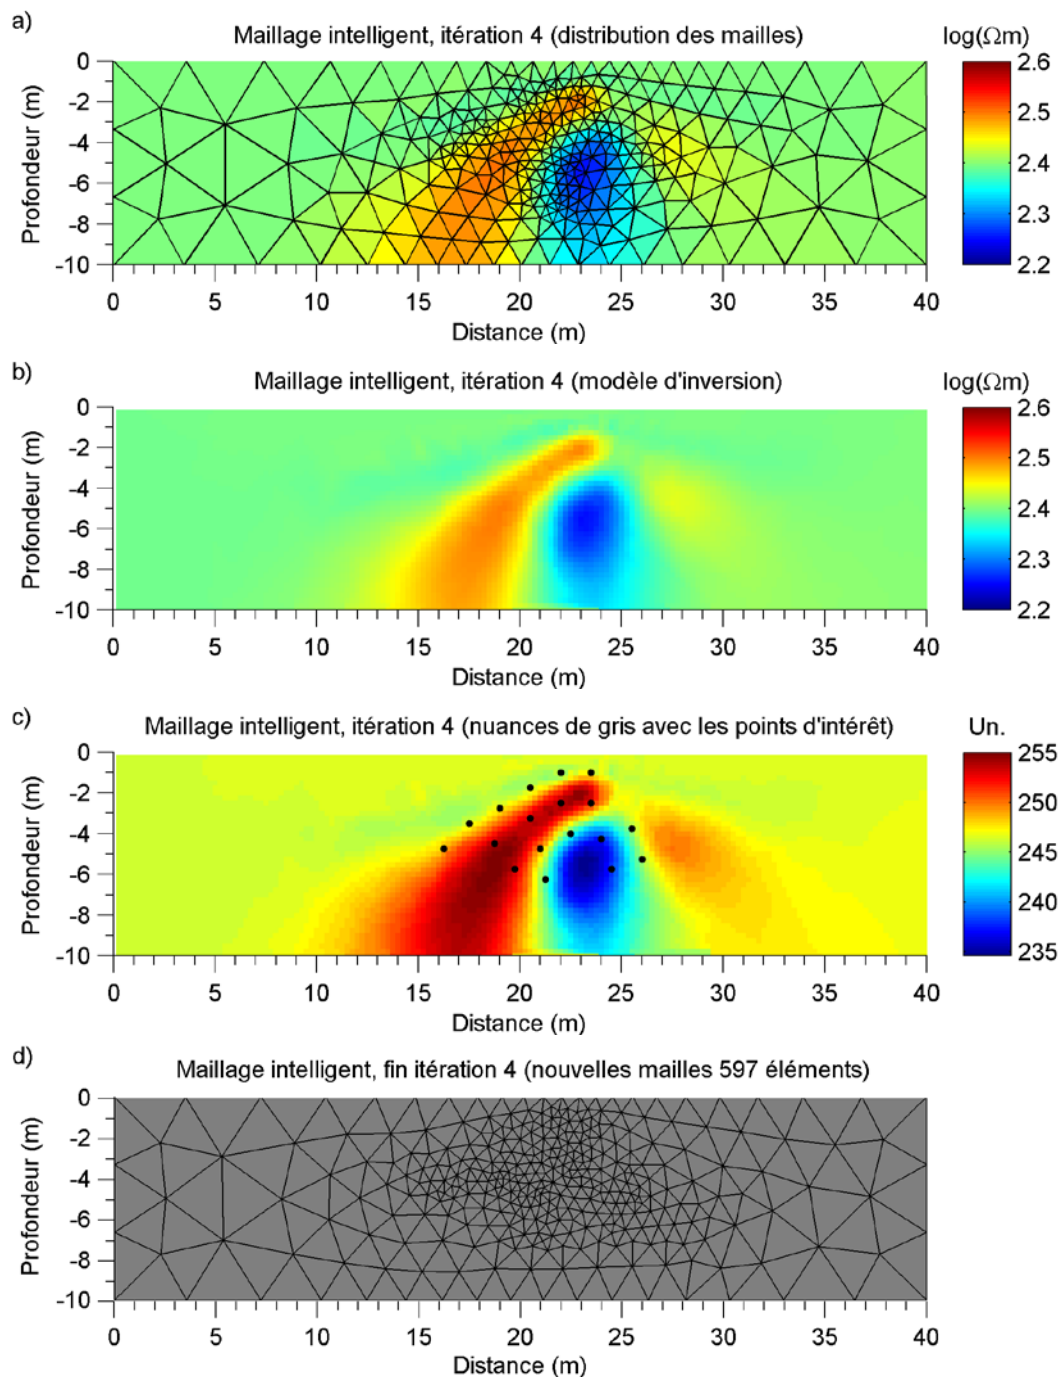 a)
Maillage intelligent, itération 4 (distribution des mailles)
log(Ωm)
Profondeur (m)
0
-2
-4
-6
-8
-10
0 5 10 15 20 25 30 35 40
Distance (m)
2.6
2.5
2.4
2.3
2.2
b)
Maillage intelligent, itération 4 (modèle d'inversion)
log(Ωm)
Profondeur (m)
0
-2
-4
-6
-8
-10
0 5 10 15 20 25 30 35 40
Distance (m)
2.6
2.5
2.4
2.3
2.2
c)
Maillage intelligent, itération 4 (nuances de gris avec les points d'intérêt)
Un.
Profondeur (m)
0
-2
-4
-6
-8
-10
0 5 10 15 20 25 30 35 40
Distance (m)
255
250
245
240
235
d)
Maillage intelligent, fin itération 4 (nouvelles mailles 597 éléments)
Profondeur (m)
0
-2
-4
-6
-8
-10
0 5 10 15 20 25 30 35 40
Distance (m)